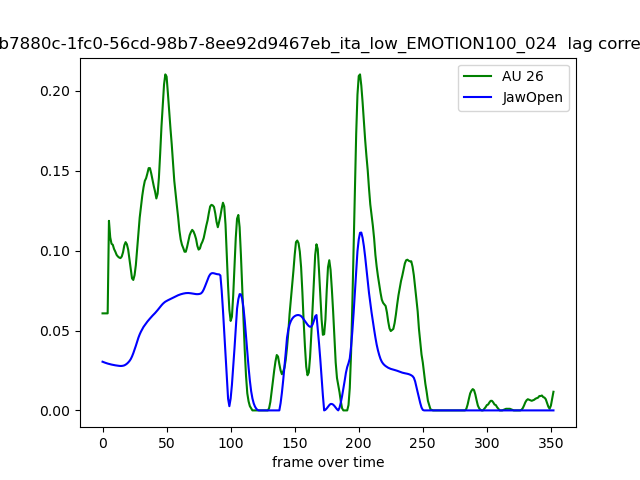 b7880c-1fc0-56cd-98b7-8ee92d9467eb_ita_low_EMOTION100_024 lag corre
AU 26
JawOpen
0.20
0.15
0.10
0.05
0.00
0 50 100 150 200 250 300 350
frame over time